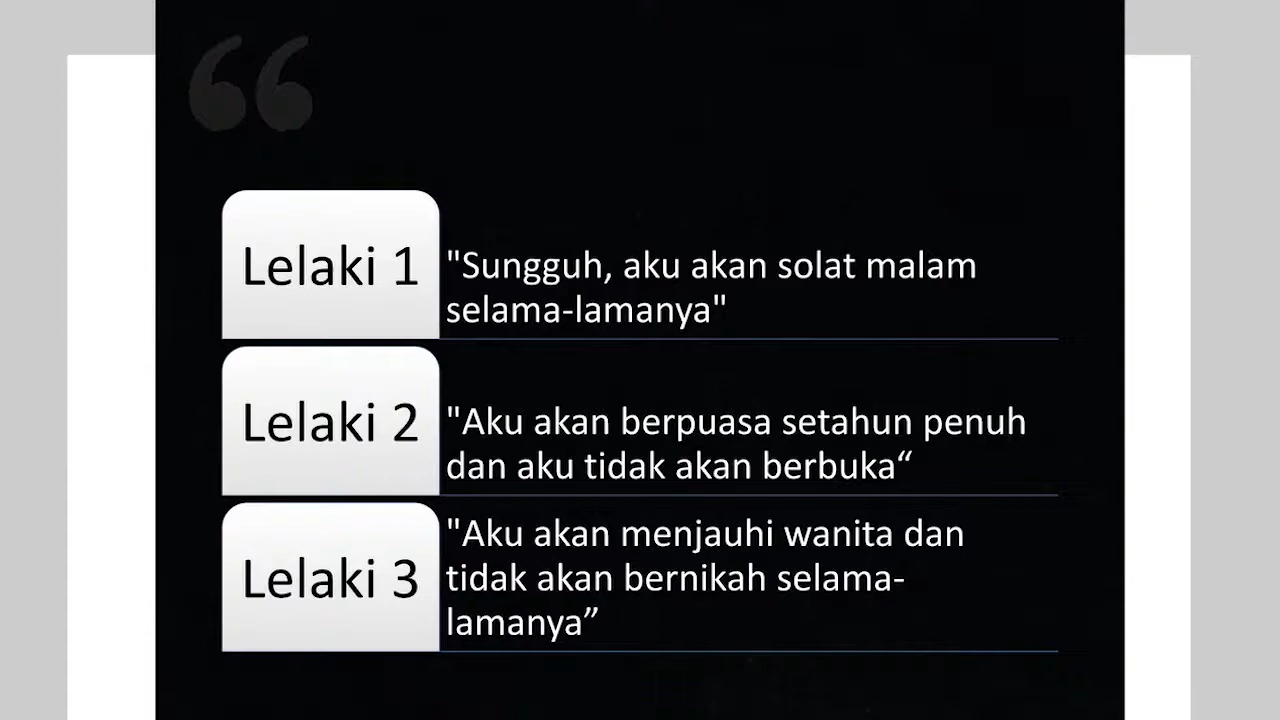 Lelaki 1
"Sungguh, aku akan solat malam
selama-lamanya"
Lelaki 2
"Aku akan berpuasa setahun penuh
dan aku tidak akan berbuka“
Lelaki 3
"Aku akan menjauhi wanita dan
tidak akan bernikah selama-
lamanya”